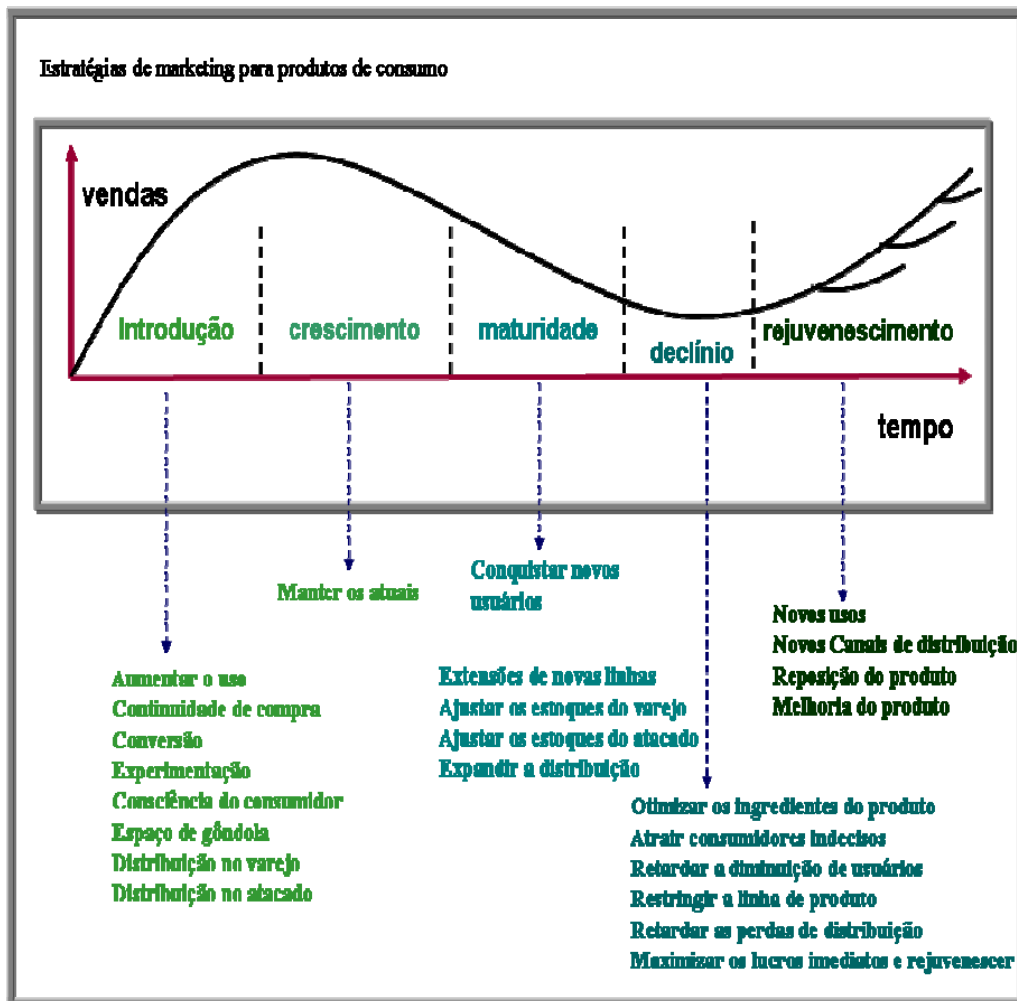 Estratégias de marketing para produtos de consumo
vendas
Introdução
crescimento
maturidade
declínio
rejuvenescimento
tempo
Aumentar o uso
Continuidade de compra
Conversão
Experimentação
Consciência do consumidor
Espaço de gôndola
Distribuição no varejo
Distribuição no atacado
Manter os atuais
Conquistar novos
usuários
Extensões de novas linhas
Ajustar os estoques do varejo
Ajustar os estoques do atacado
Expandir a distribuição
Otimizar os ingredientes do produto
Atrair consumidores indecisos
Retardar a diminuição de usuários
Restringir a linha de produto
Retardar as perdas de distribuição
Maximizar os lucros imediatos e rejuvenescer
Novos usos
Novos Canais de distribuição
Reposição do produto
Melhoria do produto